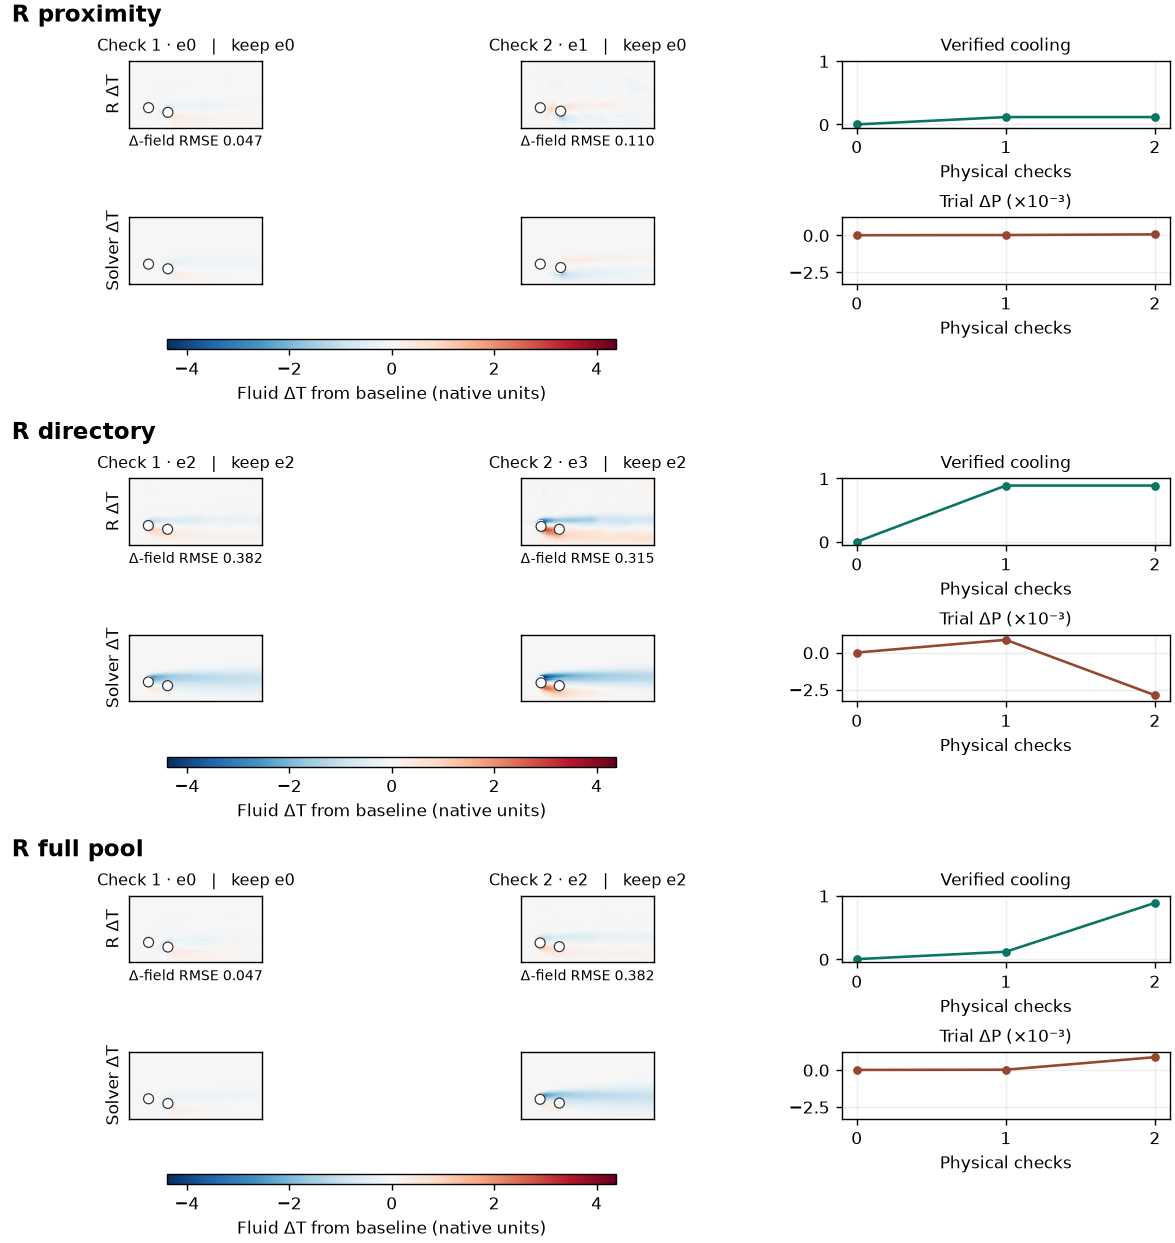 R proximity
Check 1 · e0 | keep e0
Check 2 · e1 | keep e0
Verified cooling
R ΔT
Δ-field RMSE 0.047
Δ-field RMSE 0.110
1
0
0
1
2
Physical checks
Trial ΔP (×10⁻³)
Solver ΔT
0.0
−2.5
0
1
2
Physical checks
−4
−2
0
2
4
Fluid ΔT from baseline (native units)
R directory
Check 1 · e2 | keep e2
Check 2 · e3 | keep e2
Verified cooling
R ΔT
Δ-field RMSE 0.382
Δ-field RMSE 0.315
1
0
0
1
2
Physical checks
Trial ΔP (×10⁻³)
Solver ΔT
0.0
−2.5
0
1
2
Physical checks
−4
−2
0
2
4
Fluid ΔT from baseline (native units)
R full pool
Check 1 · e0 | keep e0
Check 2 · e2 | keep e2
Verified cooling
R ΔT
Δ-field RMSE 0.047
Δ-field RMSE 0.382
1
0
0
1
2
Physical checks
Trial ΔP (×10⁻³)
Solver ΔT
0.0
−2.5
0
1
2
Physical checks
−4
−2
0
2
4
Fluid ΔT from baseline (native units)